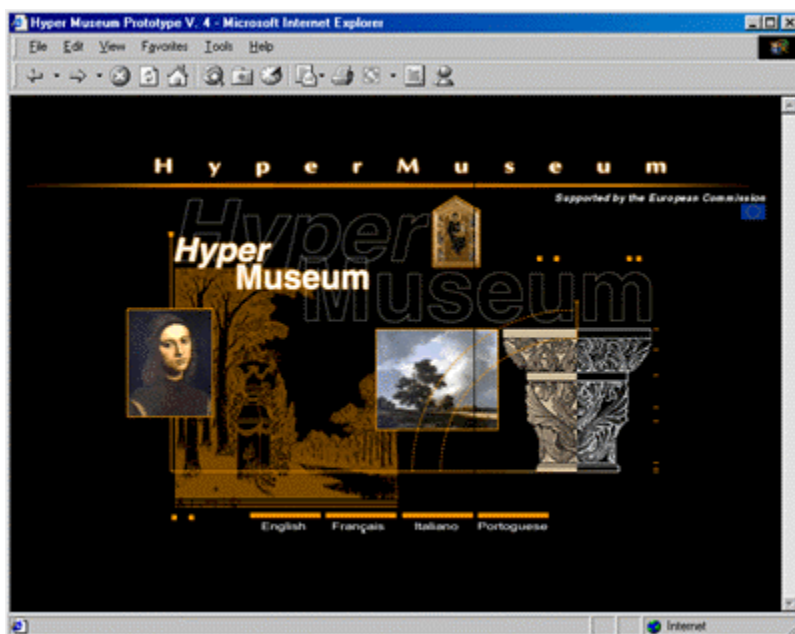 Hyper Museum Prototype V. 4 - Microsoft Internet Explorer
File Edit View Favorites Tools Help
HyperMuseum
Supported by the European Commission
Hyper
Museum
Hyper
Museum
English Français Italiano Portoguese
Internet